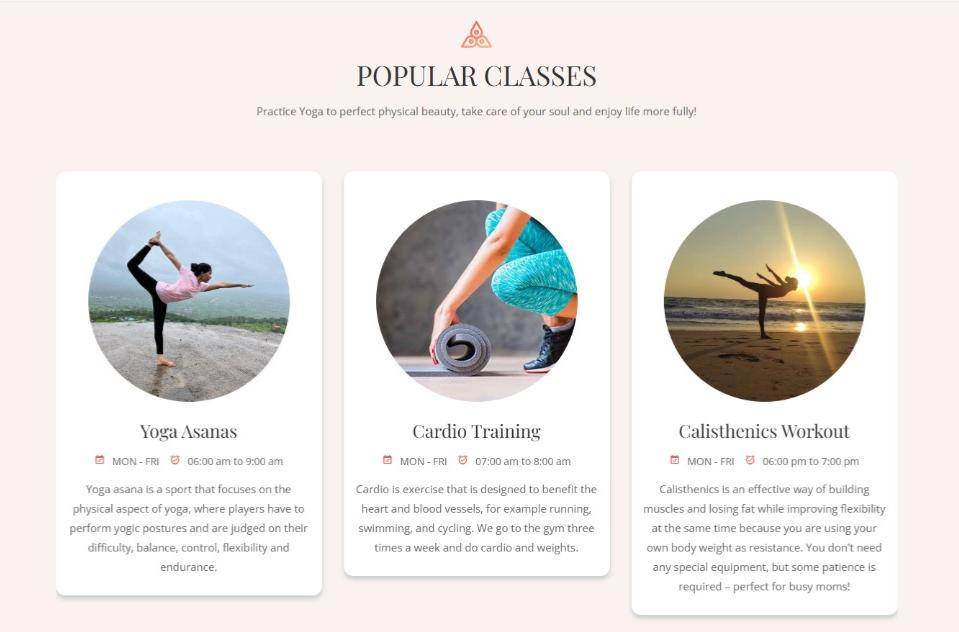 POPULAR CLASSES
Practice Yoga to perfect physical beauty, take care of your soul and enjoy life more fully!
Yoga Asanas
MON - FRI 06:00 am to 9:00 am
Yoga asana is a sport that focuses on the
physical aspect of yoga, where players have to
perform yogic postures and are judged on their
difficulty, balance, control, flexibility and
endurance.
Cardio Training
MON - FRI 07:00 am to 8:00 am
Cardio is exercise that is designed to benefit the
heart and blood vessels, for example running,
swimming, and cycling. We go to the gym three
times a week and do cardio and weights.
Calisthenics Workout
MON - FRI 06:00 pm to 7:00 pm
Calisthenics is an effective way of building
muscles and losing fat while improving flexibility
at the same time because you are using your
own body weight as resistance. You don't need
any special equipment, but some patience is
required – perfect for busy moms!